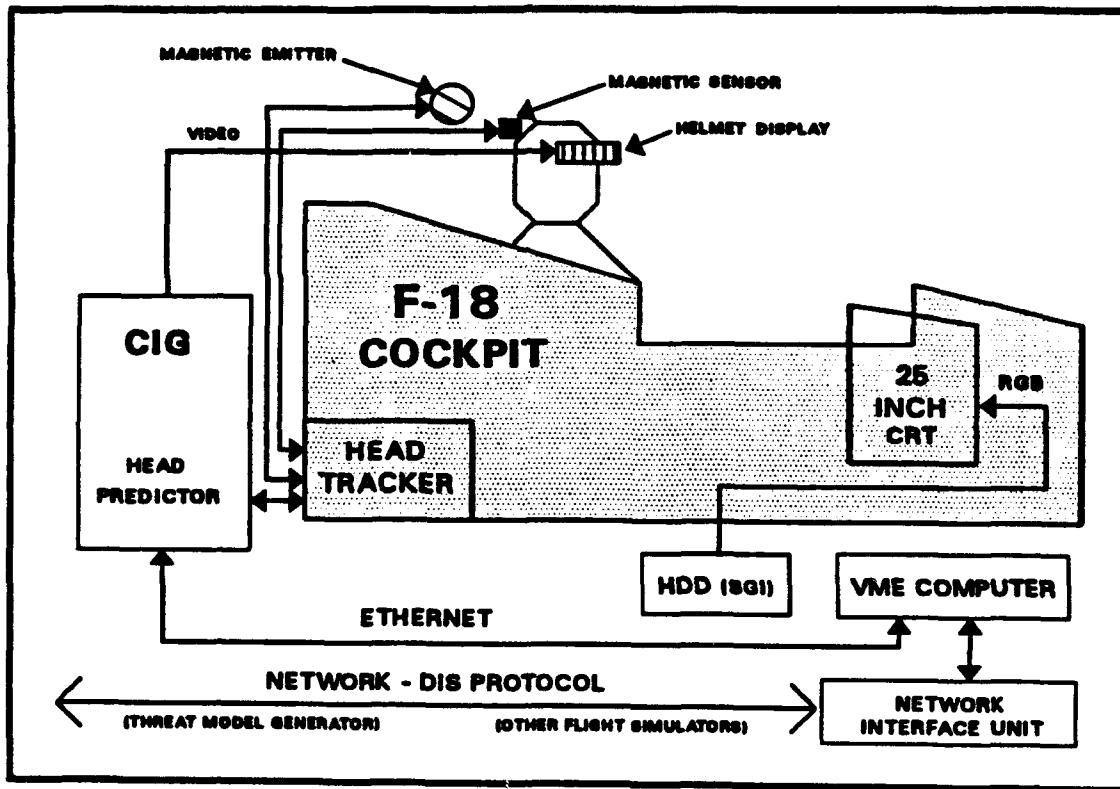 MAGNETIC EMITTER
MAGNETIC SENSOR
VIDEO
HELMET DISPLAY
F-18
COCKPIT
CIG
25
INCH
CRT
RGB
HEAD
PREDICTOR
HEAD
TRACKER
HDD (SGI)
VME COMPUTER
ETHERNET
NETWORK - DIS PROTOCOL
(THREAT MODEL GENERATOR)
(OTHER FLIGHT SIMULATORS)
NETWORK
INTERFACE UNIT